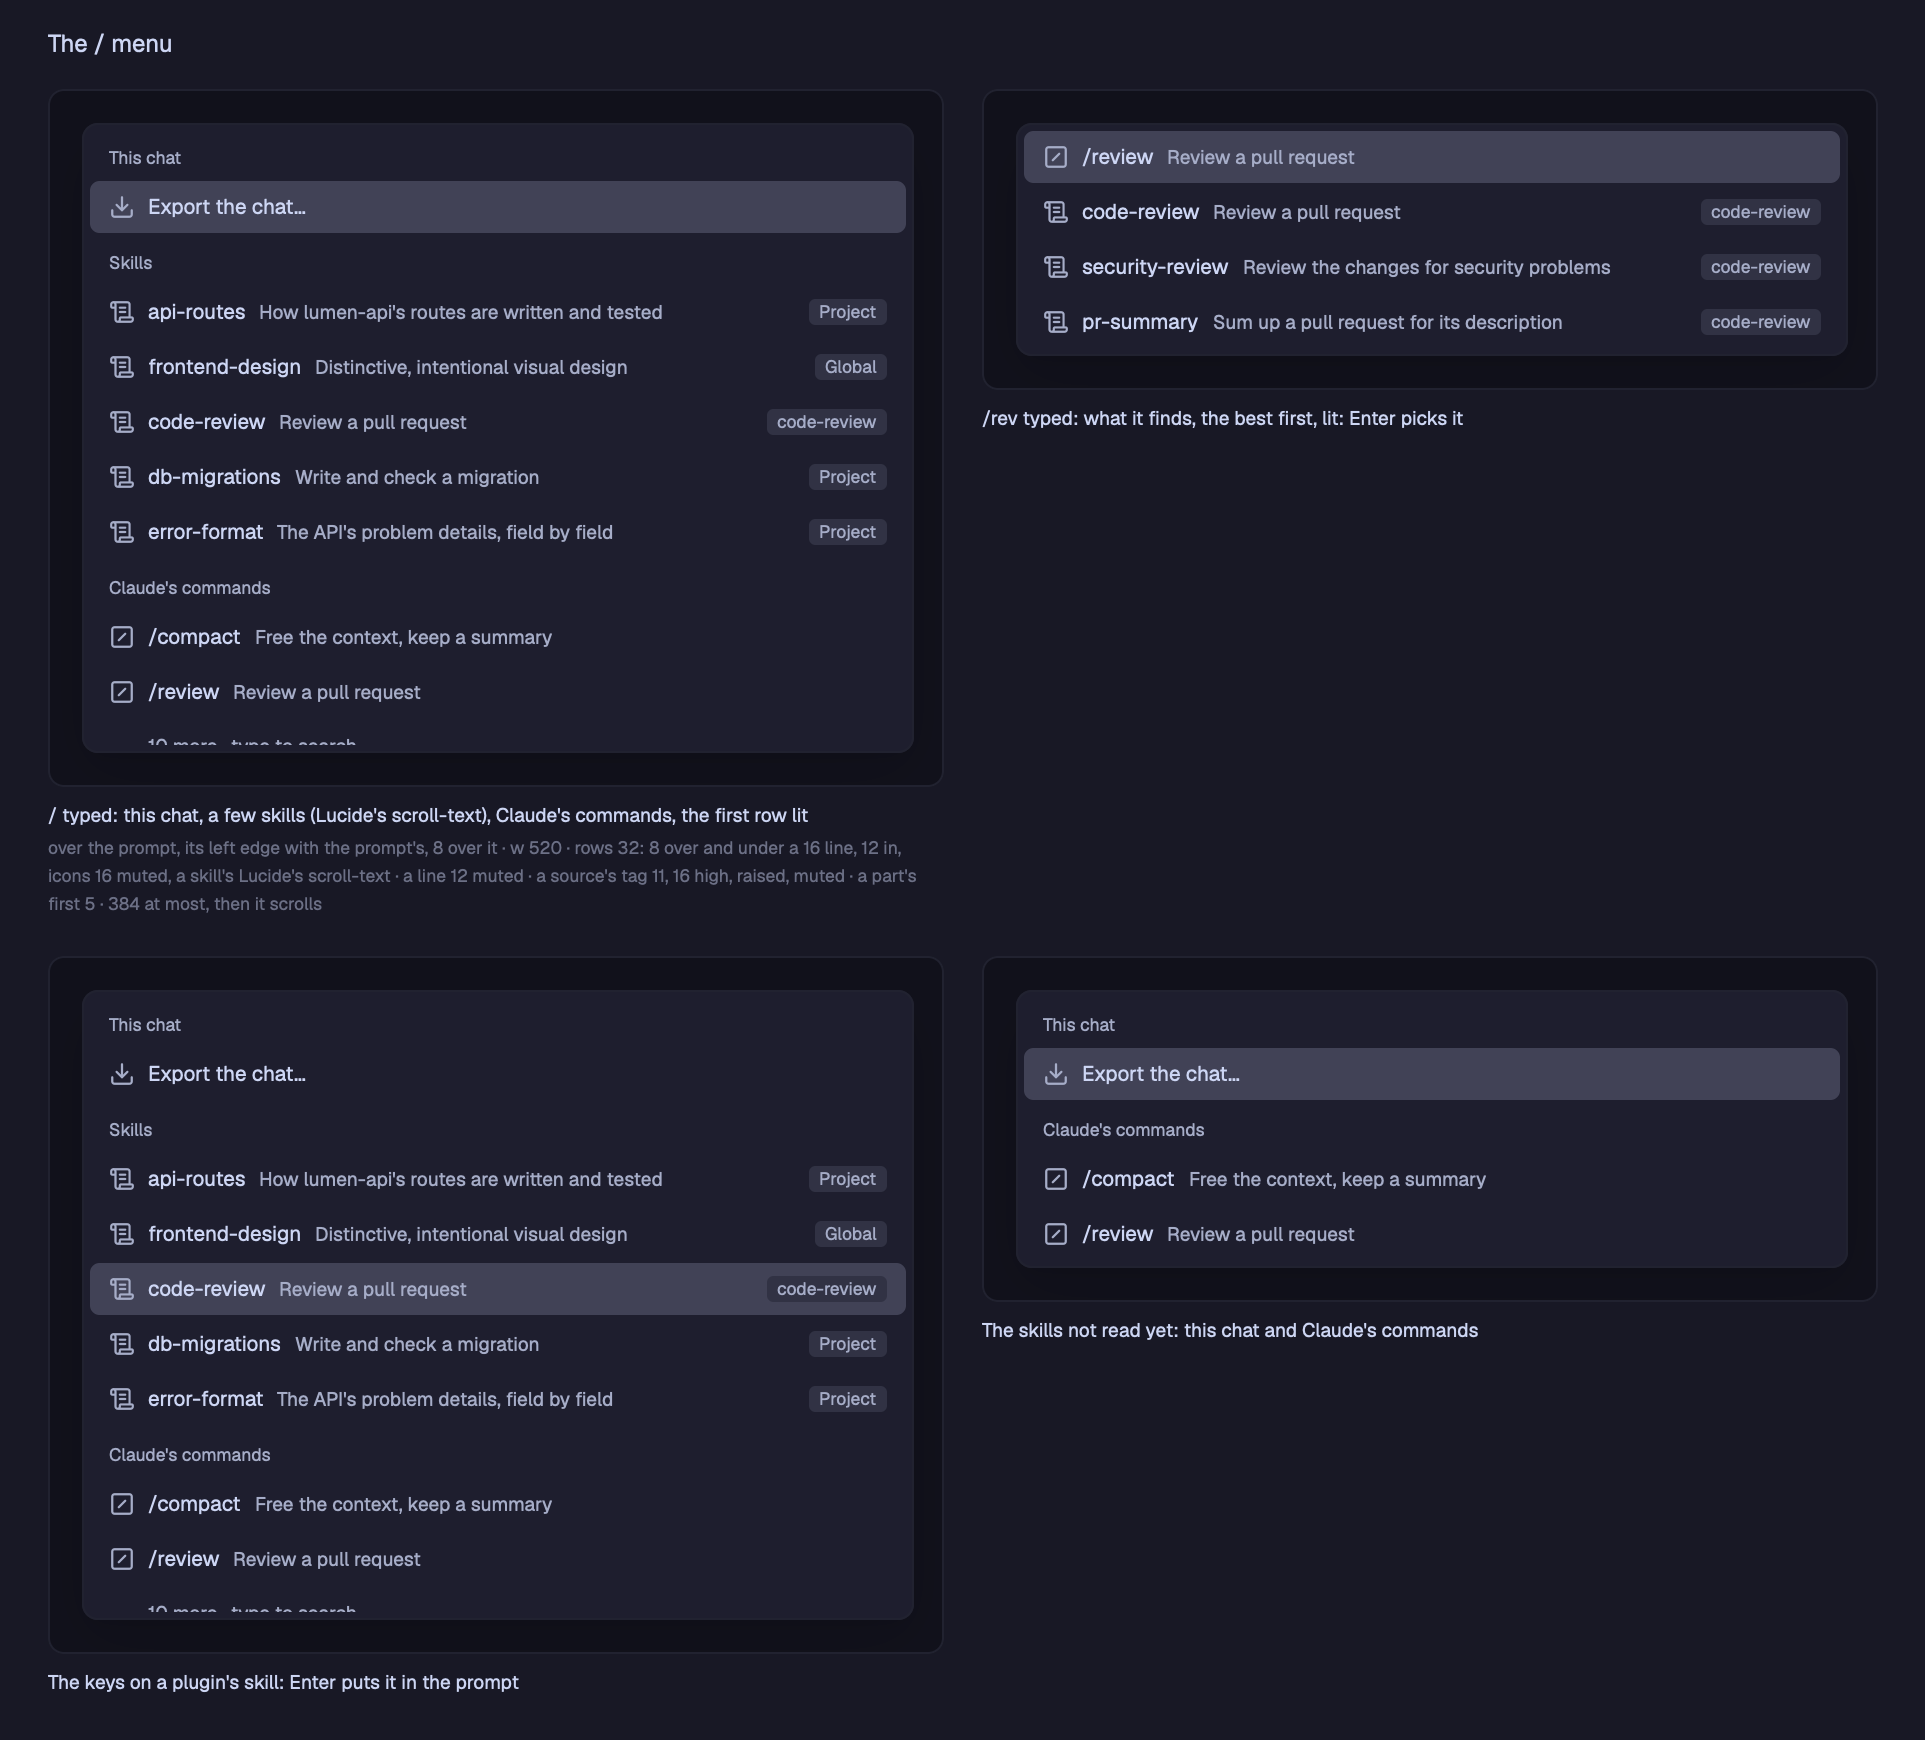 The / menu
This chat
Export the chat...
Skills
api-routes How lumen-api's routes are written and tested Project
frontend-design Distinctive, intentional visual design Global
code-review Review a pull request code-review
db-migrations Write and check a migration Project
error-format The API's problem details, field by field Project
Claude's commands
/compact Free the context, keep a summary
/review Review a pull request
10 more · type to search
/ typed: this chat, a few skills (Lucide's scroll-text), Claude's commands, the first row lit
over the prompt, its left edge with the prompt's, 8 over it · w 520 · rows 32: 8 over and under a 16 line, 12 in,
icons 16 muted, a skill's Lucide's scroll-text · a line 12 muted · a source's tag 11, 16 high, raised, muted · a part's
first 5 · 384 at most, then it scrolls
/review Review a pull request
code-review Review a pull request code-review
security-review Review the changes for security problems code-review
pr-summary Sum up a pull request for its description code-review
/rev typed: what it finds, the best first, lit: Enter picks it
This chat
Export the chat...
Skills
api-routes How lumen-api's routes are written and tested Project
frontend-design Distinctive, intentional visual design Global
code-review Review a pull request code-review
db-migrations Write and check a migration Project
error-format The API's problem details, field by field Project
Claude's commands
/compact Free the context, keep a summary
/review Review a pull request
10 more · type to search
The keys on a plugin's skill: Enter puts it in the prompt
This chat
Export the chat...
Claude's commands
/compact Free the context, keep a summary
/review Review a pull request
The skills not read yet: this chat and Claude's commands